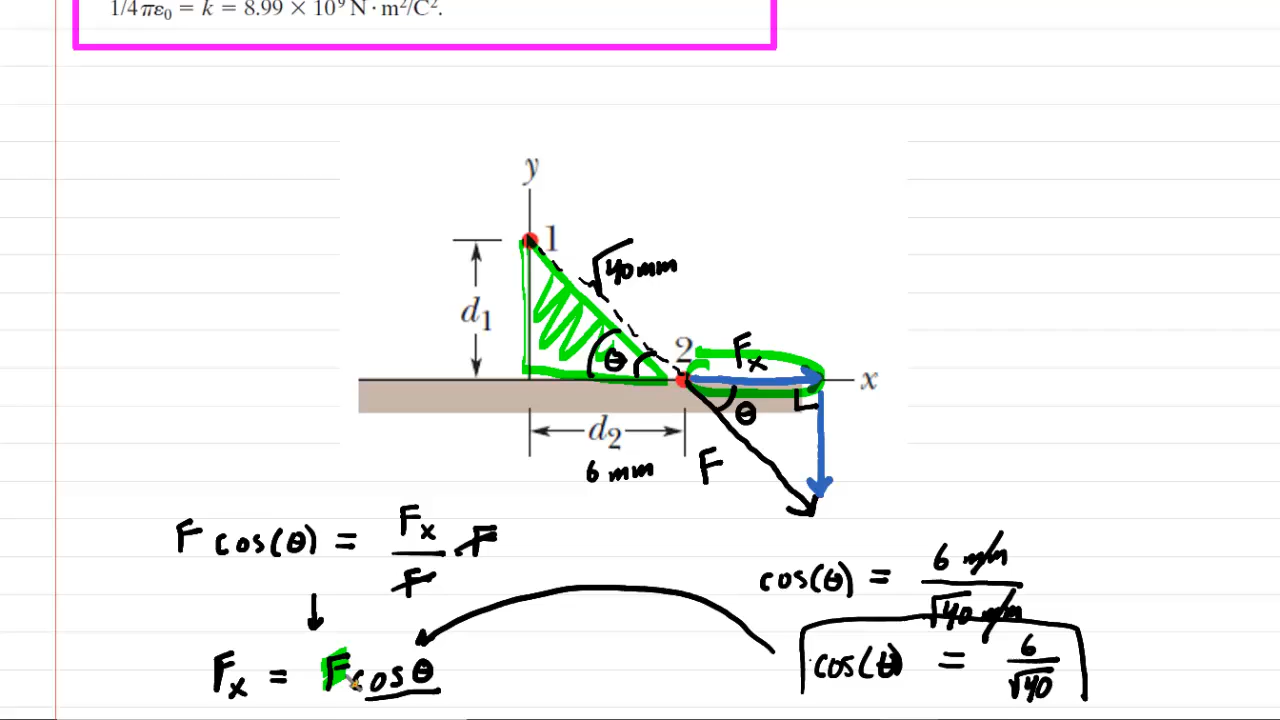 1/4πε₀ = k = 8.99 × 10⁹ N · m²/C².
y
1
√40 mm
d₁
θ
2
Fₓ
x
θ
d₂
6 mm
F
F cos(θ) = Fₓ/F · F
Fₓ = F cos θ
cos(θ) = 6 mm/√40 mm
cos(θ) = 6/√40